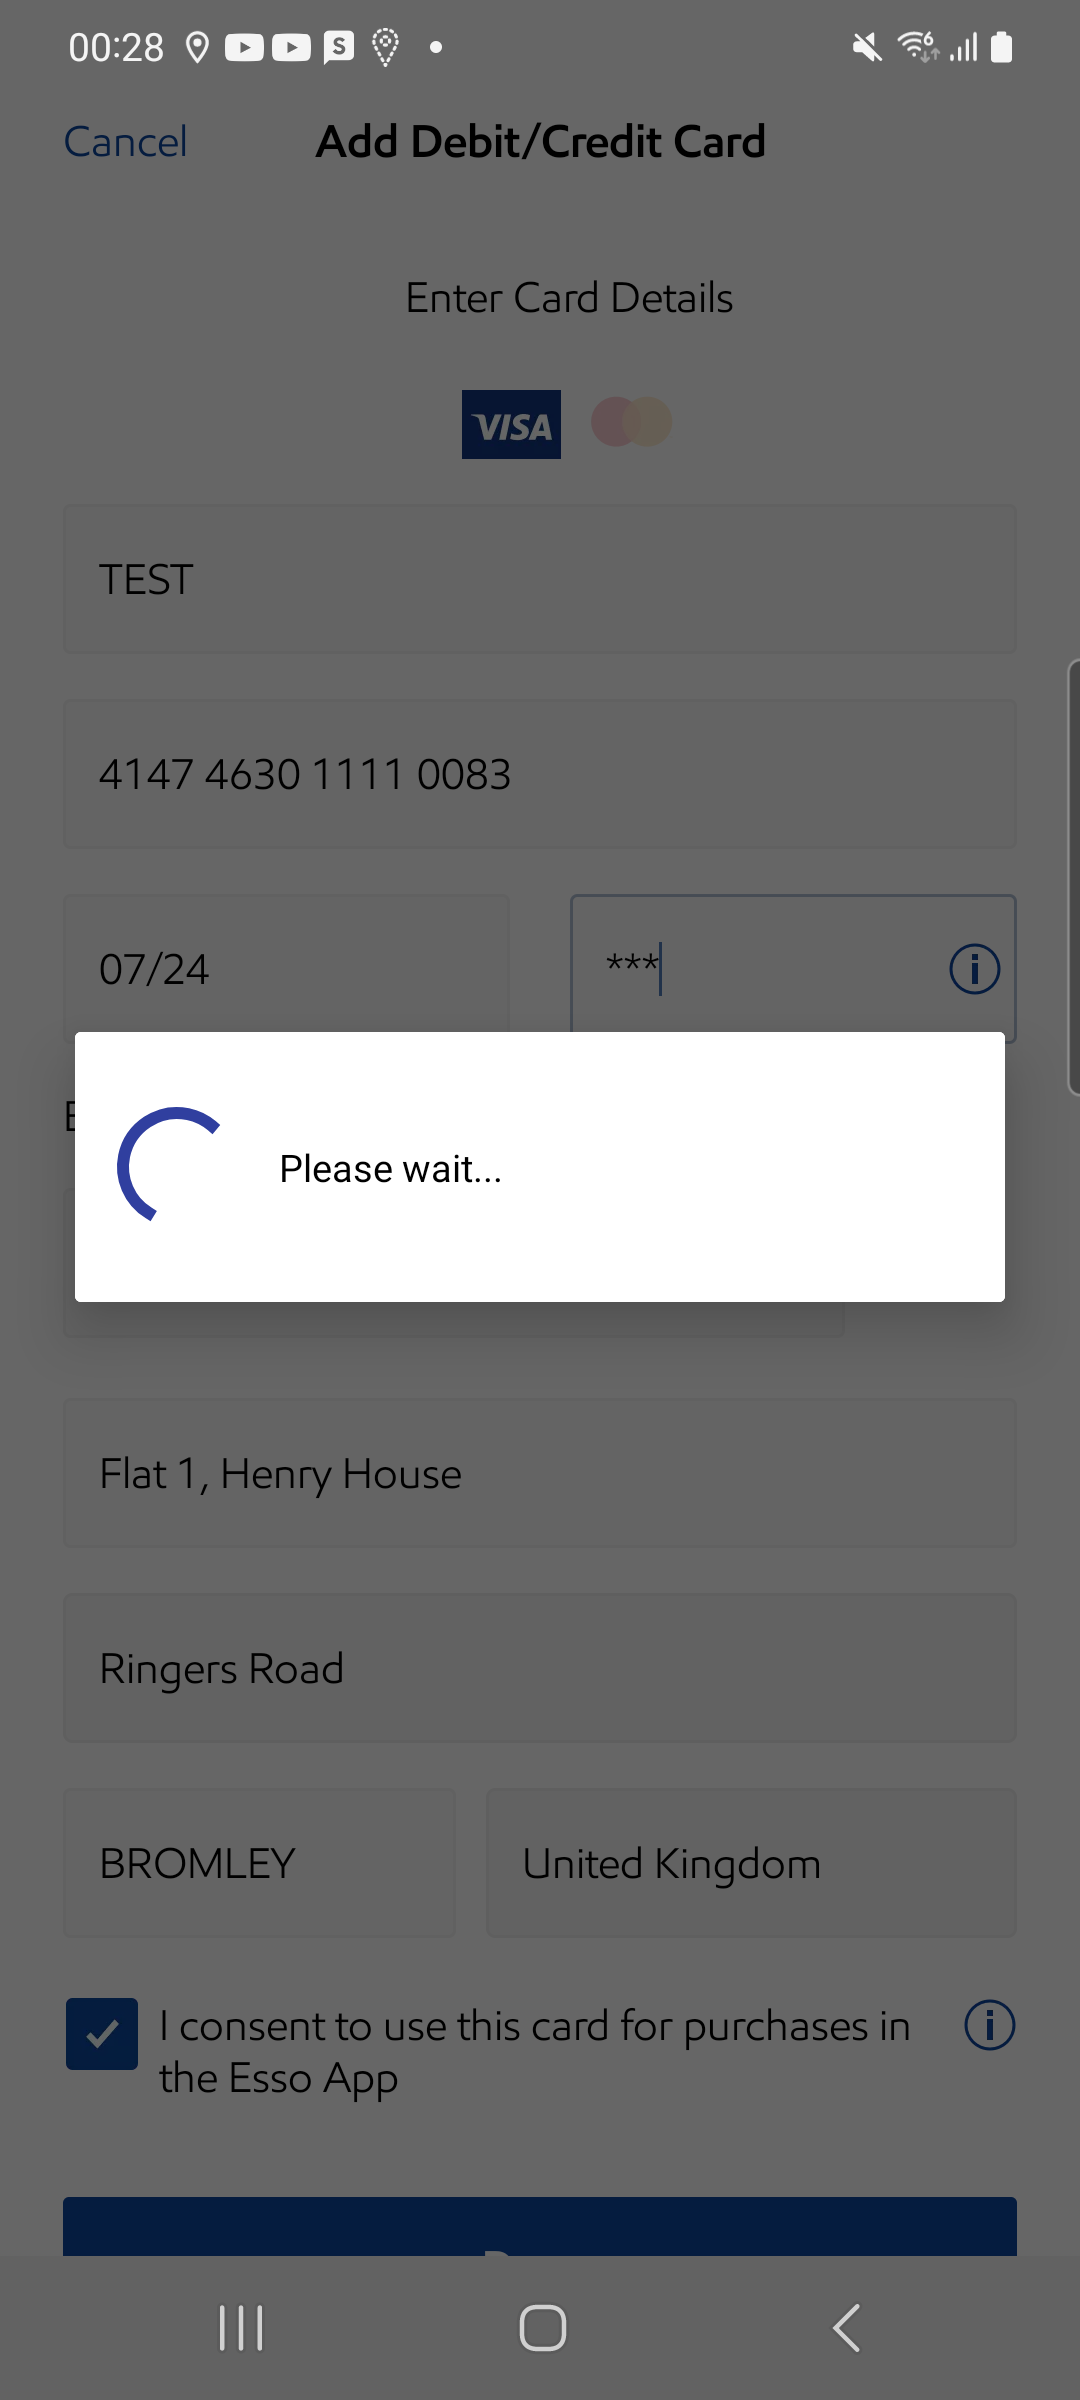 00:28
Cancel
Add Debit/Credit Card
Enter Card Details
VISA
TEST
4147 4630 1111 0083
07/24
***
Please wait...
Flat 1, Henry House
Ringers Road
BROMLEY
United Kingdom
I consent to use this card for purchases in
the Esso App